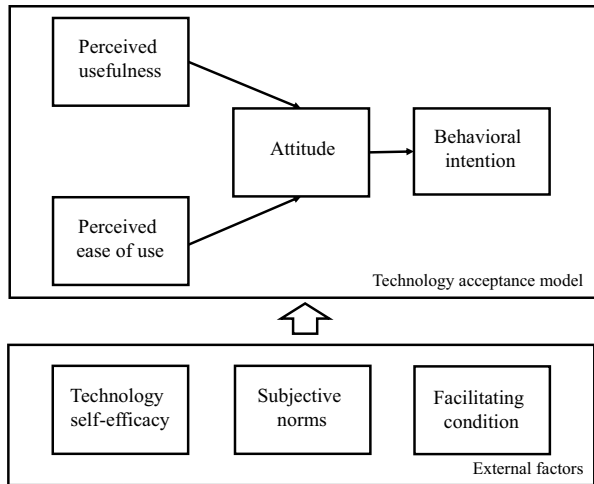 Perceived
usefulness
Attitude
Behavioral
intention
Perceived
ease of use
Technology acceptance model
Technology
self-efficacy
Subjective
norms
Facilitating
condition
External factors